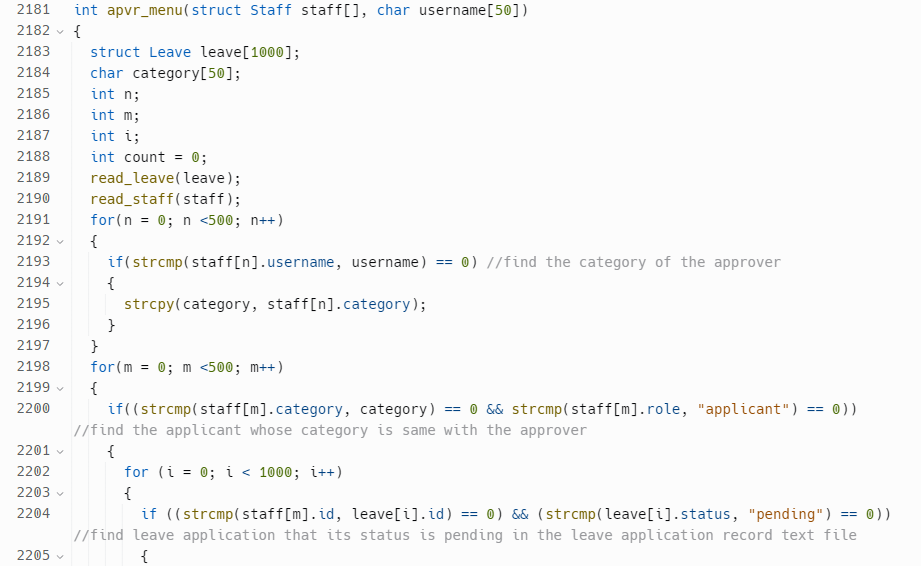 2181 int apvr_menu(struct Staff staff[], char username[50])
2182 {
2183 struct Leave leave[1000];
2184 char category[50];
2185 int n;
2186 int m;
2187 int i;
2188 int count = 0;
2189 read_leave(leave);
2190 read_staff(staff);
2191 for(n = 0; n <500; n++)
2192 {
2193 if(strcmp(staff[n].username, username) == 0) //find the category of the approver
2194 {
2195 strcpy(category, staff[n].category);
2196 }
2197 }
2198 for(m = 0; m <500; m++)
2199 {
2200 if((strcmp(staff[m].category, category) == 0 && strcmp(staff[m].role, "applicant") == 0))
//find the applicant whose category is same with the approver
2201 {
2202 for (i = 0; i < 1000; i++)
2203 {
2204 if ((strcmp(staff[m].id, leave[i].id) == 0) && (strcmp(leave[i].status, "pending") == 0))
//find leave application that its status is pending in the leave application record text file
2205 {